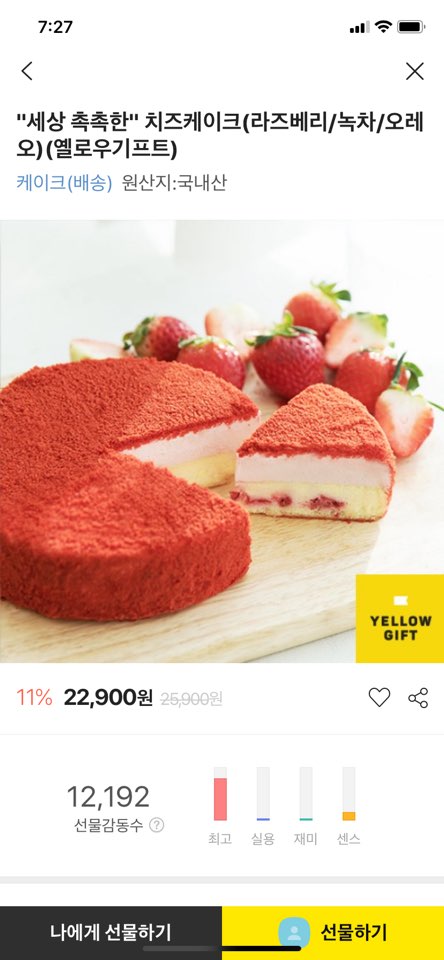 7:27
"세상 촉촉한" 치즈케이크(라즈베리/녹차/오레
오)(옐로우기프트)
케이크(배송) 원산지:국내산
YELLOW
GIFT
11% 22,900원 25,900원
12,192
선물감동수 ?
최고 실용 재미 센스
나에게 선물하기 선물하기